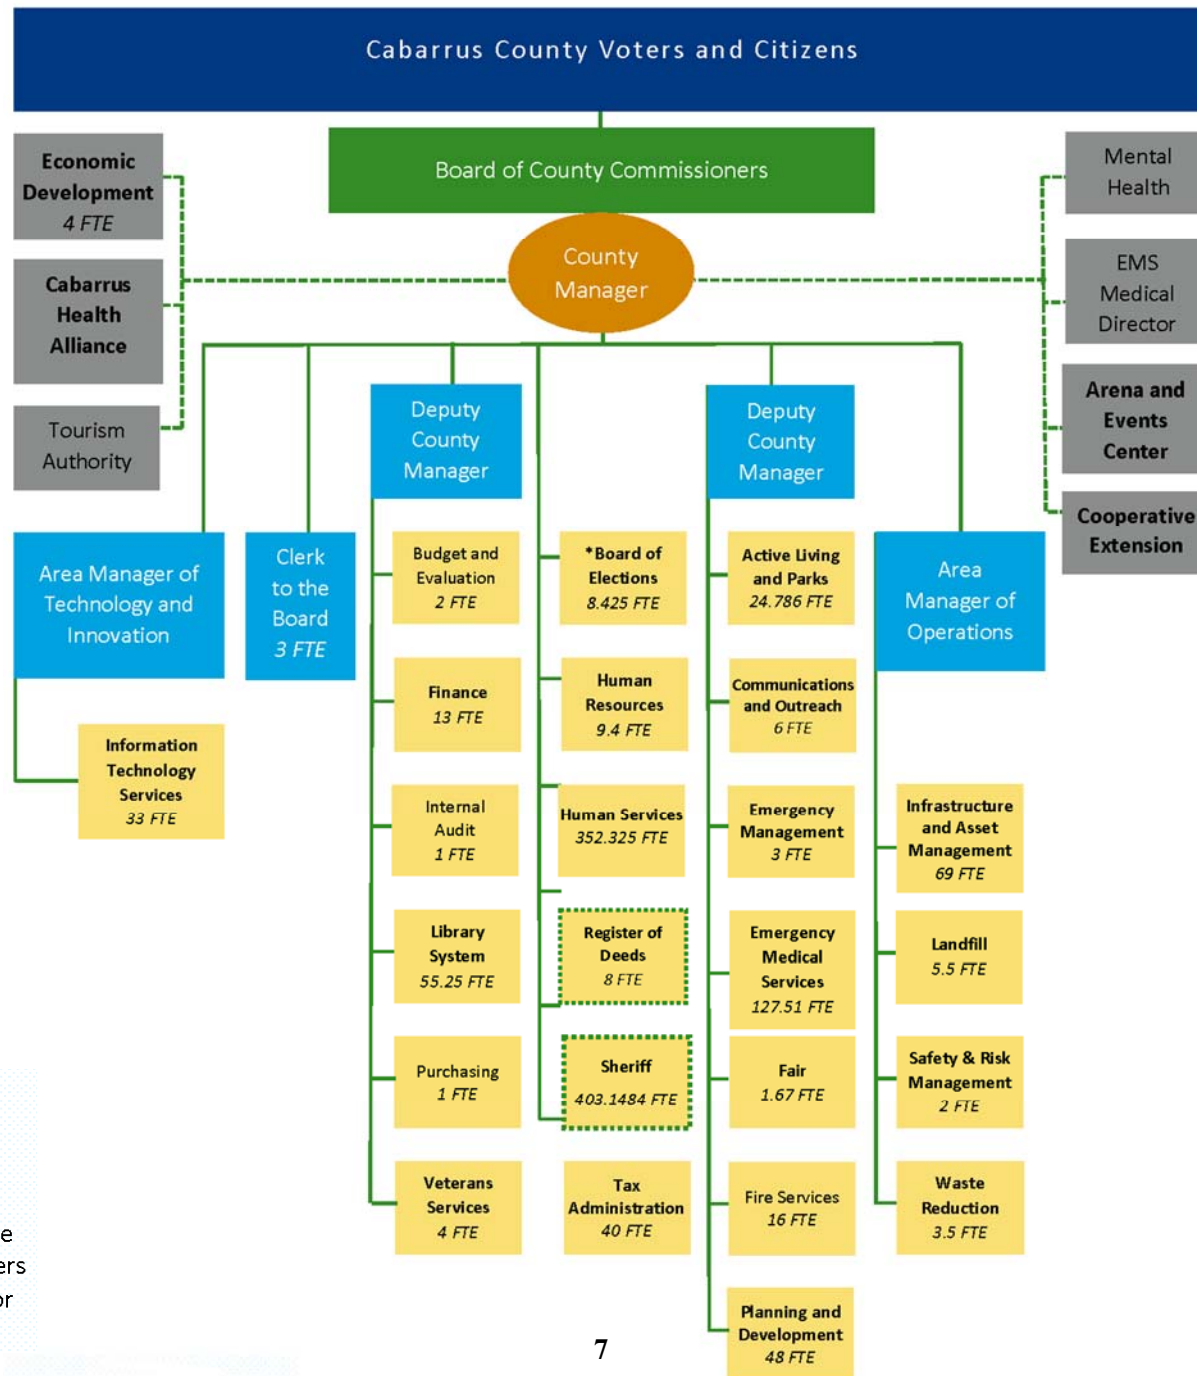 Cabarrus County Voters and Citizens
Board of County Commissioners
County
Manager
Economic
Development
4 FTE
Cabarrus
Health
Alliance
Tourism
Authority
Mental
Health
EMS
Medical
Director
Arena and
Events
Center
Cooperative
Extension
Deputy
County
Manager
Deputy
County
Manager
Area Manager of
Technology and
Innovation
Clerk
to the
Board
3 FTE
Area
Manager of
Operations
Information
Technology
Services
33 FTE
Budget and
Evaluation
2 FTE
Finance
13 FTE
Internal
Audit
1 FTE
Library
System
55.25 FTE
Purchasing
1 FTE
Veterans
Services
4 FTE
*Board of
Elections
8.425 FTE
Human
Resources
9.4 FTE
Human Services
352.325 FTE
Register of
Deeds
8 FTE
Sheriff
403.1484 FTE
Tax
Administration
40 FTE
Active Living
and Parks
24.786 FTE
Communications
and Outreach
6 FTE
Emergency
Management
3 FTE
Emergency
Medical
Services
127.51 FTE
Fair
1.67 FTE
Fire Services
16 FTE
Planning and
Development
48 FTE
Infrastructure
and Asset
Management
69 FTE
Landfill
5.5 FTE
Safety & Risk
Management
2 FTE
Waste
Reduction
3.5 FTE
e
ers
or
7